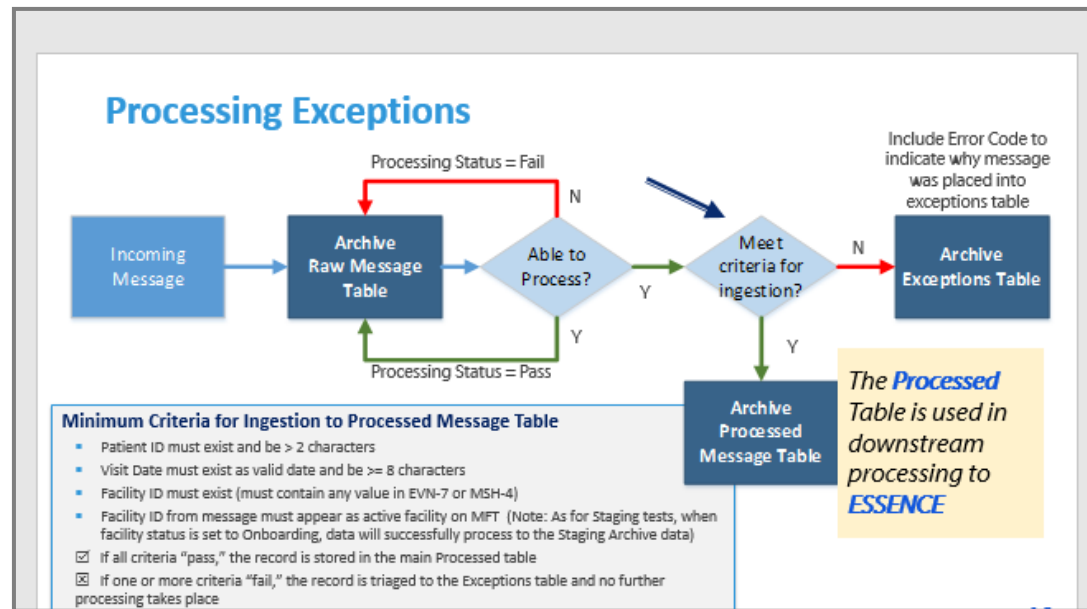 Processing Exceptions
Include Error Code to
indicate why message
was placed into
exceptions table
Processing Status = Fail
N
Incoming
Message
Archive
Raw Message
Table
Able to
Process?
Y
Y
Processing Status = Pass
Meet
criteria for
ingestion?
N
Y
Archive
Exceptions Table
Archive
Processed
Message Table
The Processed
Table is used in
downstream
processing to
ESSENCE
Minimum Criteria for Ingestion to Processed Message Table
Patient ID must exist and be > 2 characters
Visit Date must exist as valid date and be >= 8 characters
Facility ID must exist (must contain any value in EVN-7 or MSH-4)
Facility ID from message must appear as active facility on MFT (Note: As for Staging tests, when
facility status is set to Onboarding, data will successfully process to the Staging Archive data)
☑ If all criteria “pass,” the record is stored in the main Processed table
☒ If one or more criteria “fail,” the record is triaged to the Exceptions table and no further
processing takes place